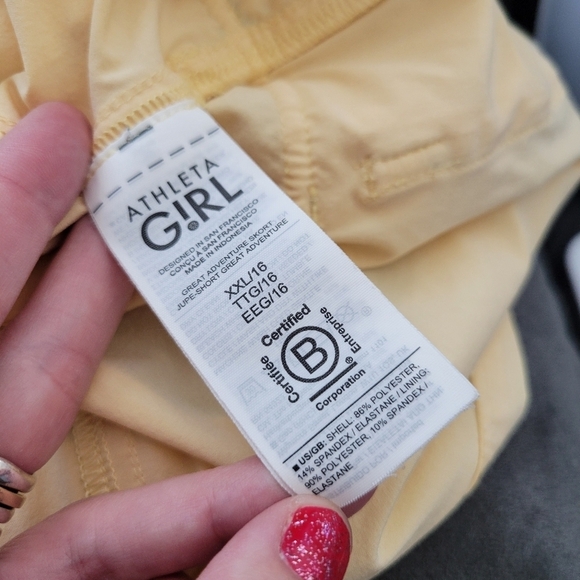 ATHLETA
G!RL
DESIGNED IN SAN FRANCISCO
CONÇU À SAN FRANCISCO
MADE IN INDONESIA
GREAT ADVENTURE SKORT
JUPE-SHORT GREAT ADVENTURE
XXL/16
TTG/16
EEG/16
Certified
Certifiée
Entreprise
B
®
Corporation
■ US/GB: SHELL: 86% POLYESTER,
14% SPANDEX / ELASTANE / LINING:
90% POLYESTER, 10% SPANDEX /
ELASTANE